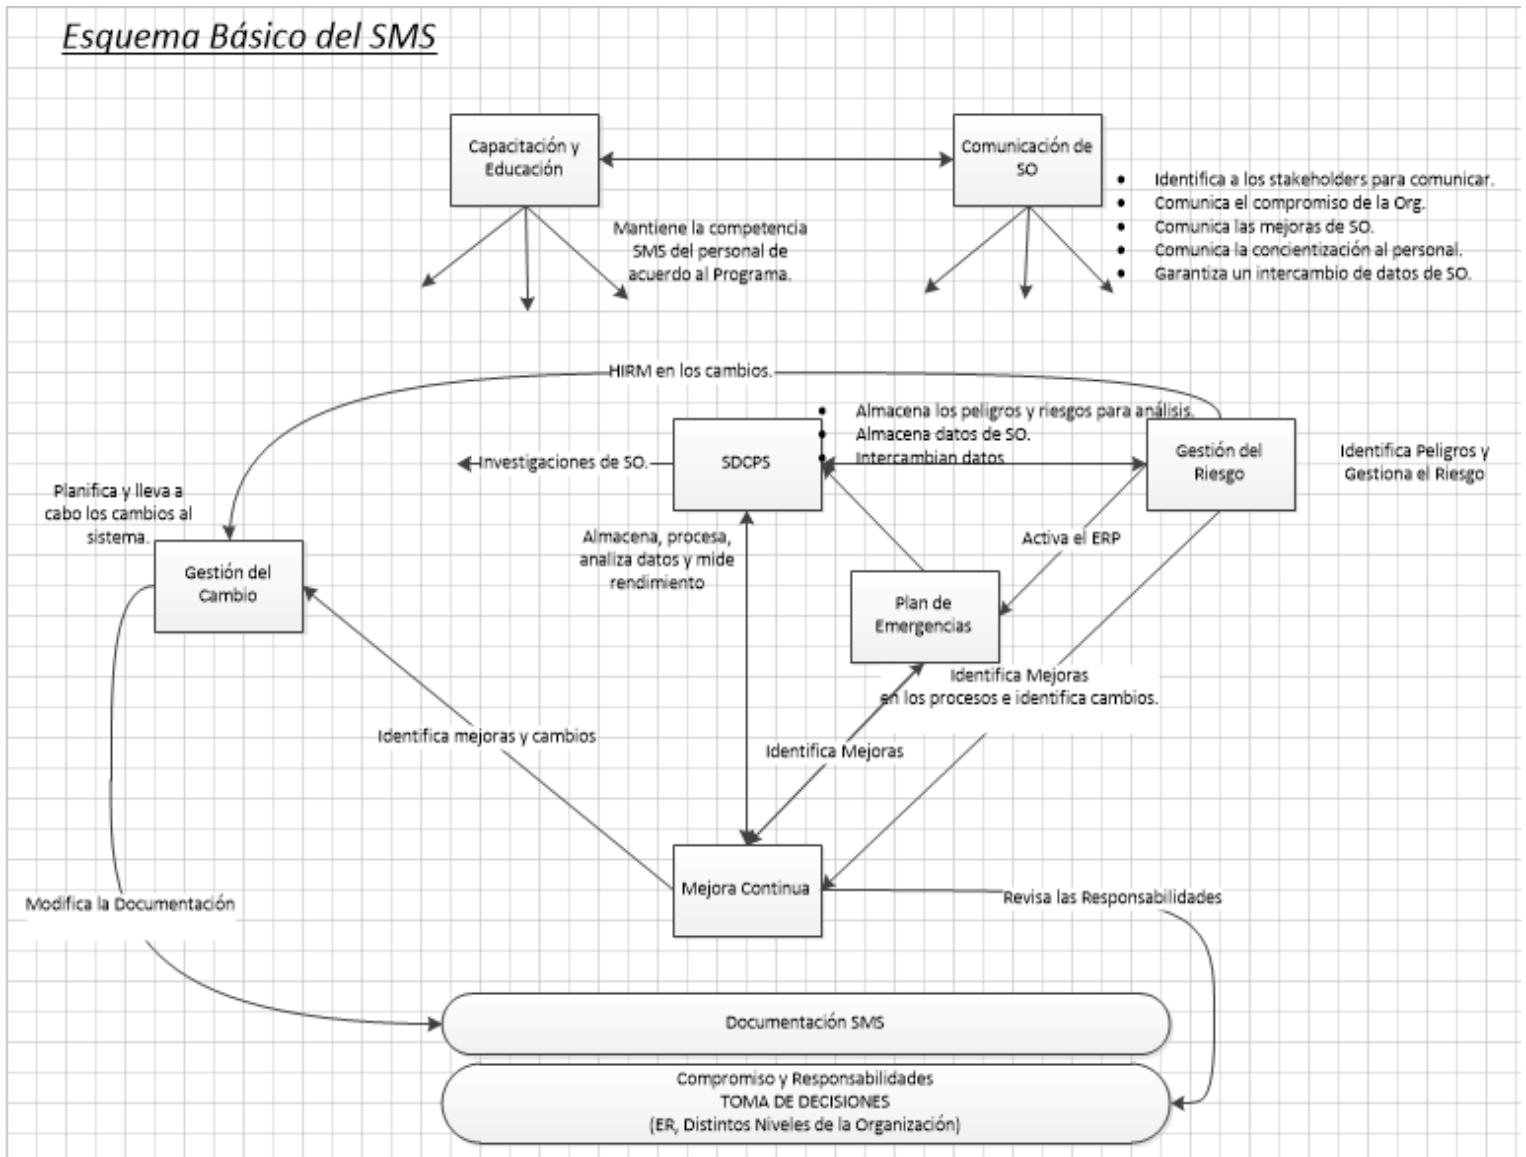 Esquema Básico del SMS
Capacitación y
Educación
Comunicación de
SO
• Identifica a los stakeholders para comunicar.
• Comunica el compromiso de la Org.
• Comunica las mejoras de SO.
• Comunica la concientización al personal.
• Garantiza un intercambio de datos de SO.
Mantiene la competencia
SMS del personal de
acuerdo al Programa.
HIRM en los cambios.
• Almacena los peligros y riesgos para análisis.
• Almacena datos de SO.
• Intercambian datos
Investigaciones de SO.
SDCPS
Gestión del
Riesgo
Identifica Peligros y
Gestiona el Riesgo
Planifica y lleva a
cabo los cambios al
sistema.
Almacena, procesa,
analiza datos y mide
rendimiento
Activa el ERP
Gestión del
Cambio
Plan de
Emergencias
Identifica Mejoras
en los procesos e identifica cambios.
Identifica mejoras y cambios
Identifica Mejoras
Mejora Continua
Modifica la Documentación
Revisa las Responsabilidades
Documentación SMS
Compromiso y Responsabilidades
TOMA DE DECISIONES
(ER, Distintos Niveles de la Organización)